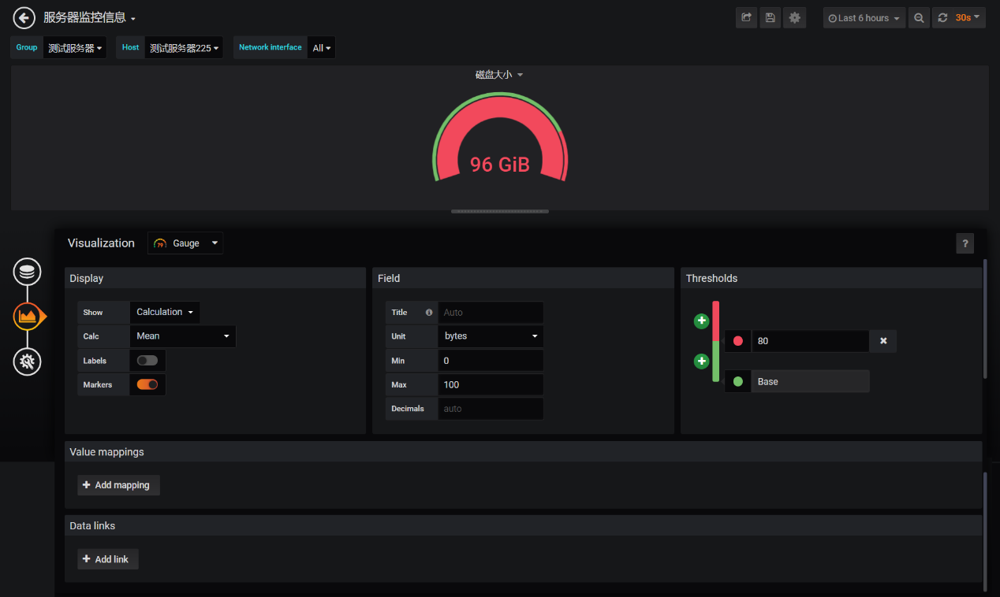 服务器监控信息
Last 6 hours
30s
Group 测试服务器 Host 测试服务器225 Network interface All
磁盘大小
96 GiB
Visualization 79 Gauge ?
Display
Show Calculation
Calc Mean
Labels
Markers
Field
Title Auto
Unit bytes
Min 0
Max 100
Decimals auto
Thresholds
80
Base
Value mappings
Add mapping
Data links
Add link